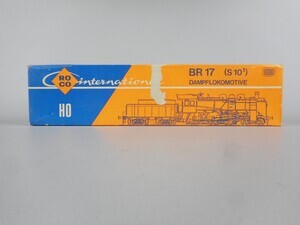 ROCO
international
BR 17 (S 10¹)
DAMPFLOKOMOTIVE
HO